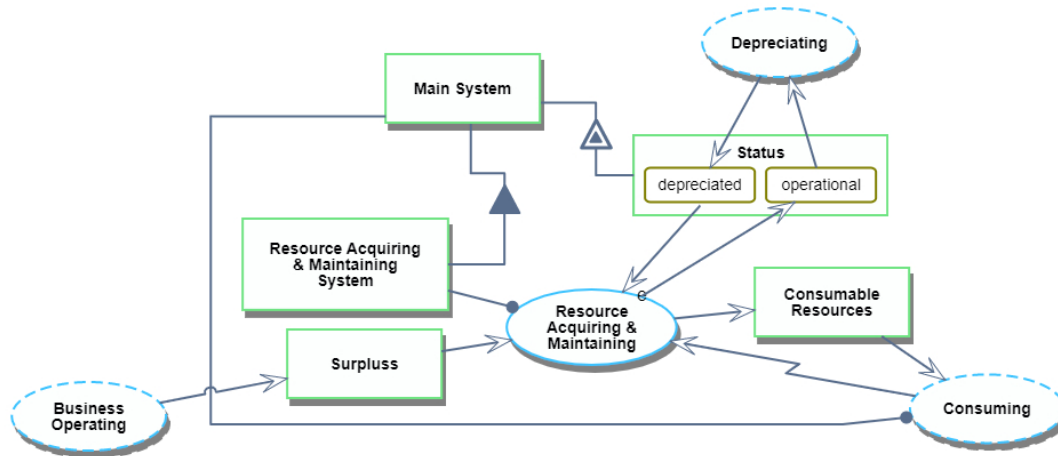 Depreciating
Main System
Status
depreciated
operational
Resource Acquiring
& Maintaining
System
e
Consumable
Resources
Resource
Acquiring &
Maintaining
Surpluss
Business
Operating
Consuming